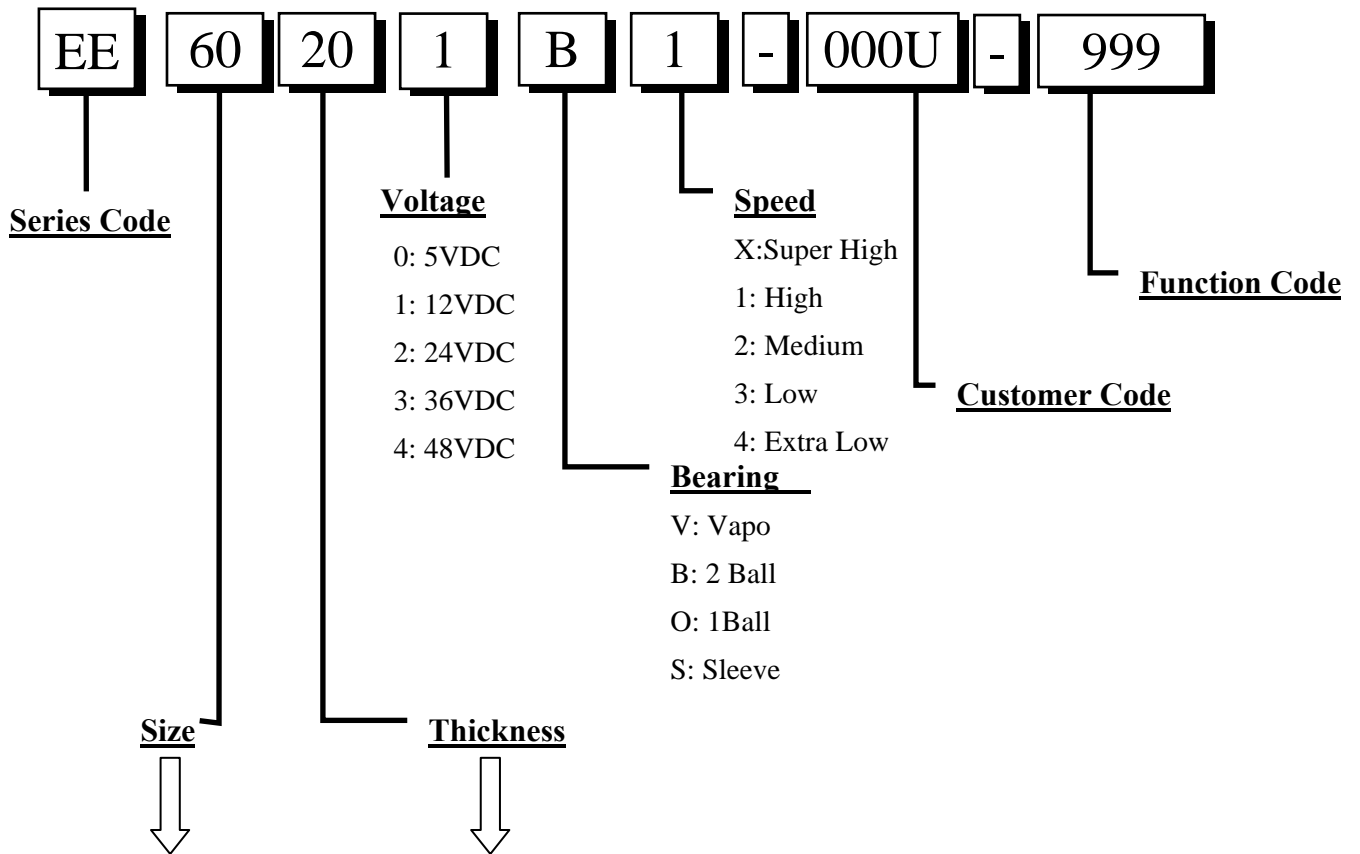 EE 60 20 1 B 1 - 000U - 999
Series Code
Voltage
0: 5VDC
1: 12VDC
2: 24VDC
3: 36VDC
4: 48VDC
Speed
X:Super High
1: High
2: Medium
3: Low
4: Extra Low
Function Code
Customer Code
Bearing
V: Vapo
B: 2 Ball
O: 1Ball
S: Sleeve
Size
Thickness